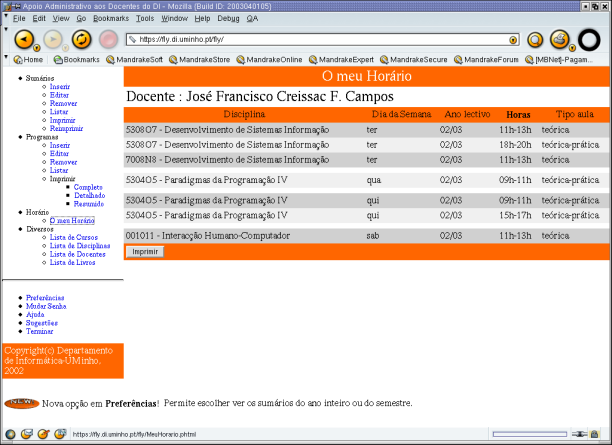 Apoio Administrativo aos Docentes do DI - Mozilla {Build ID: 2003040105}
File Edit View Go Bookmarks Tools Window Help Debug QA
https://fly.di.uminho.pt/fly/
Home Bookmarks MandrakeSoft MandrakeStore MandrakeOnline MandrakeExpert MandrakeSecure MandrakeForum [MBNet]-Pagam...
Sumários
Inserir
Editar
Remover
Listar
Imprimir
Reimprimir
Programas
Inserir
Editar
Remover
Listar
Imprimir
Completo
Detalhado
Resumido
Horário
O meu Horário
Diversos
Lista de Cursos
Lista de Disciplinas
Lista de Docentes
Lista de Livros
Preferências
Mudar Senha
Ajuda
Sugestões
Terminar
Copyright(c) Departamento
de Informática-UMinho,
2002
O meu Horário
Docente : José Francisco Creissac F. Campos
Disciplina Dia da Semana Ano lectivo Horas Tipo aula
5308O7 - Desenvolvimento de Sistemas Informação ter 02/03 11h-13h teórica
5308O7 - Desenvolvimento de Sistemas Informação ter 02/03 18h-20h teórica-prática
7008N8 - Desenvolvimento de Sistemas Informação ter 02/03 11h-13h teórica
5304O5 - Paradigmas da Programação IV qua 02/03 09h-11h teórica-prática
5304O5 - Paradigmas da Programação IV qui 02/03 09h-11h teórica-prática
5304O5 - Paradigmas da Programação IV qui 02/03 15h-17h teórica-prática
001011 - Interacção Humano-Computador sab 02/03 11h-13h teórica
Imprimir
Nova opção em Preferências! Permite escolher ver os sumários do ano inteiro ou do semestre.
https://fly.di.uminho.pt/fly/MeuHorario.phtml